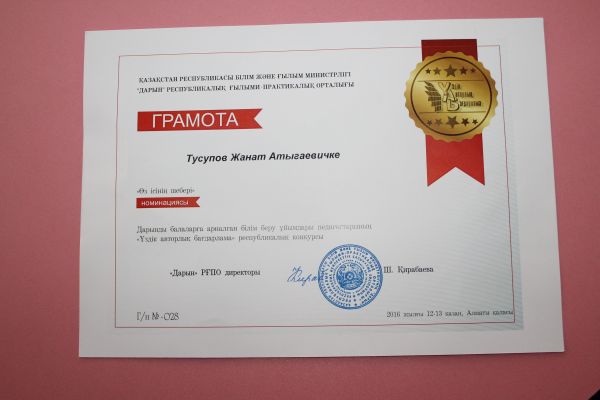 ҚАЗАҚСТАН РЕСПУБЛИКАСЫ БІЛІМ ЖӘНЕ ҒЫЛЫМ МИНИСТРЛІГІ
"ДАРЫН" РЕСПУБЛИКАЛЫҚ ҒЫЛЫМИ-ПРАКТИКАЛЫҚ ОРТАЛЫҒЫ
ГРАМОТА
Тусупов Жанат Атыгаевичке
«Өз ісінің шебері»
номинациясы
Дарынды балаларға арналған білім беру ұйымдары педагогтарының
«Үздік авторлық бағдарлама» республикалық конкурсы
«Дарын» РҒПО директоры
Ш. Қирабаева
Г/п № -028
2016 жылғы 12-13 қазан, Алматы қаласы